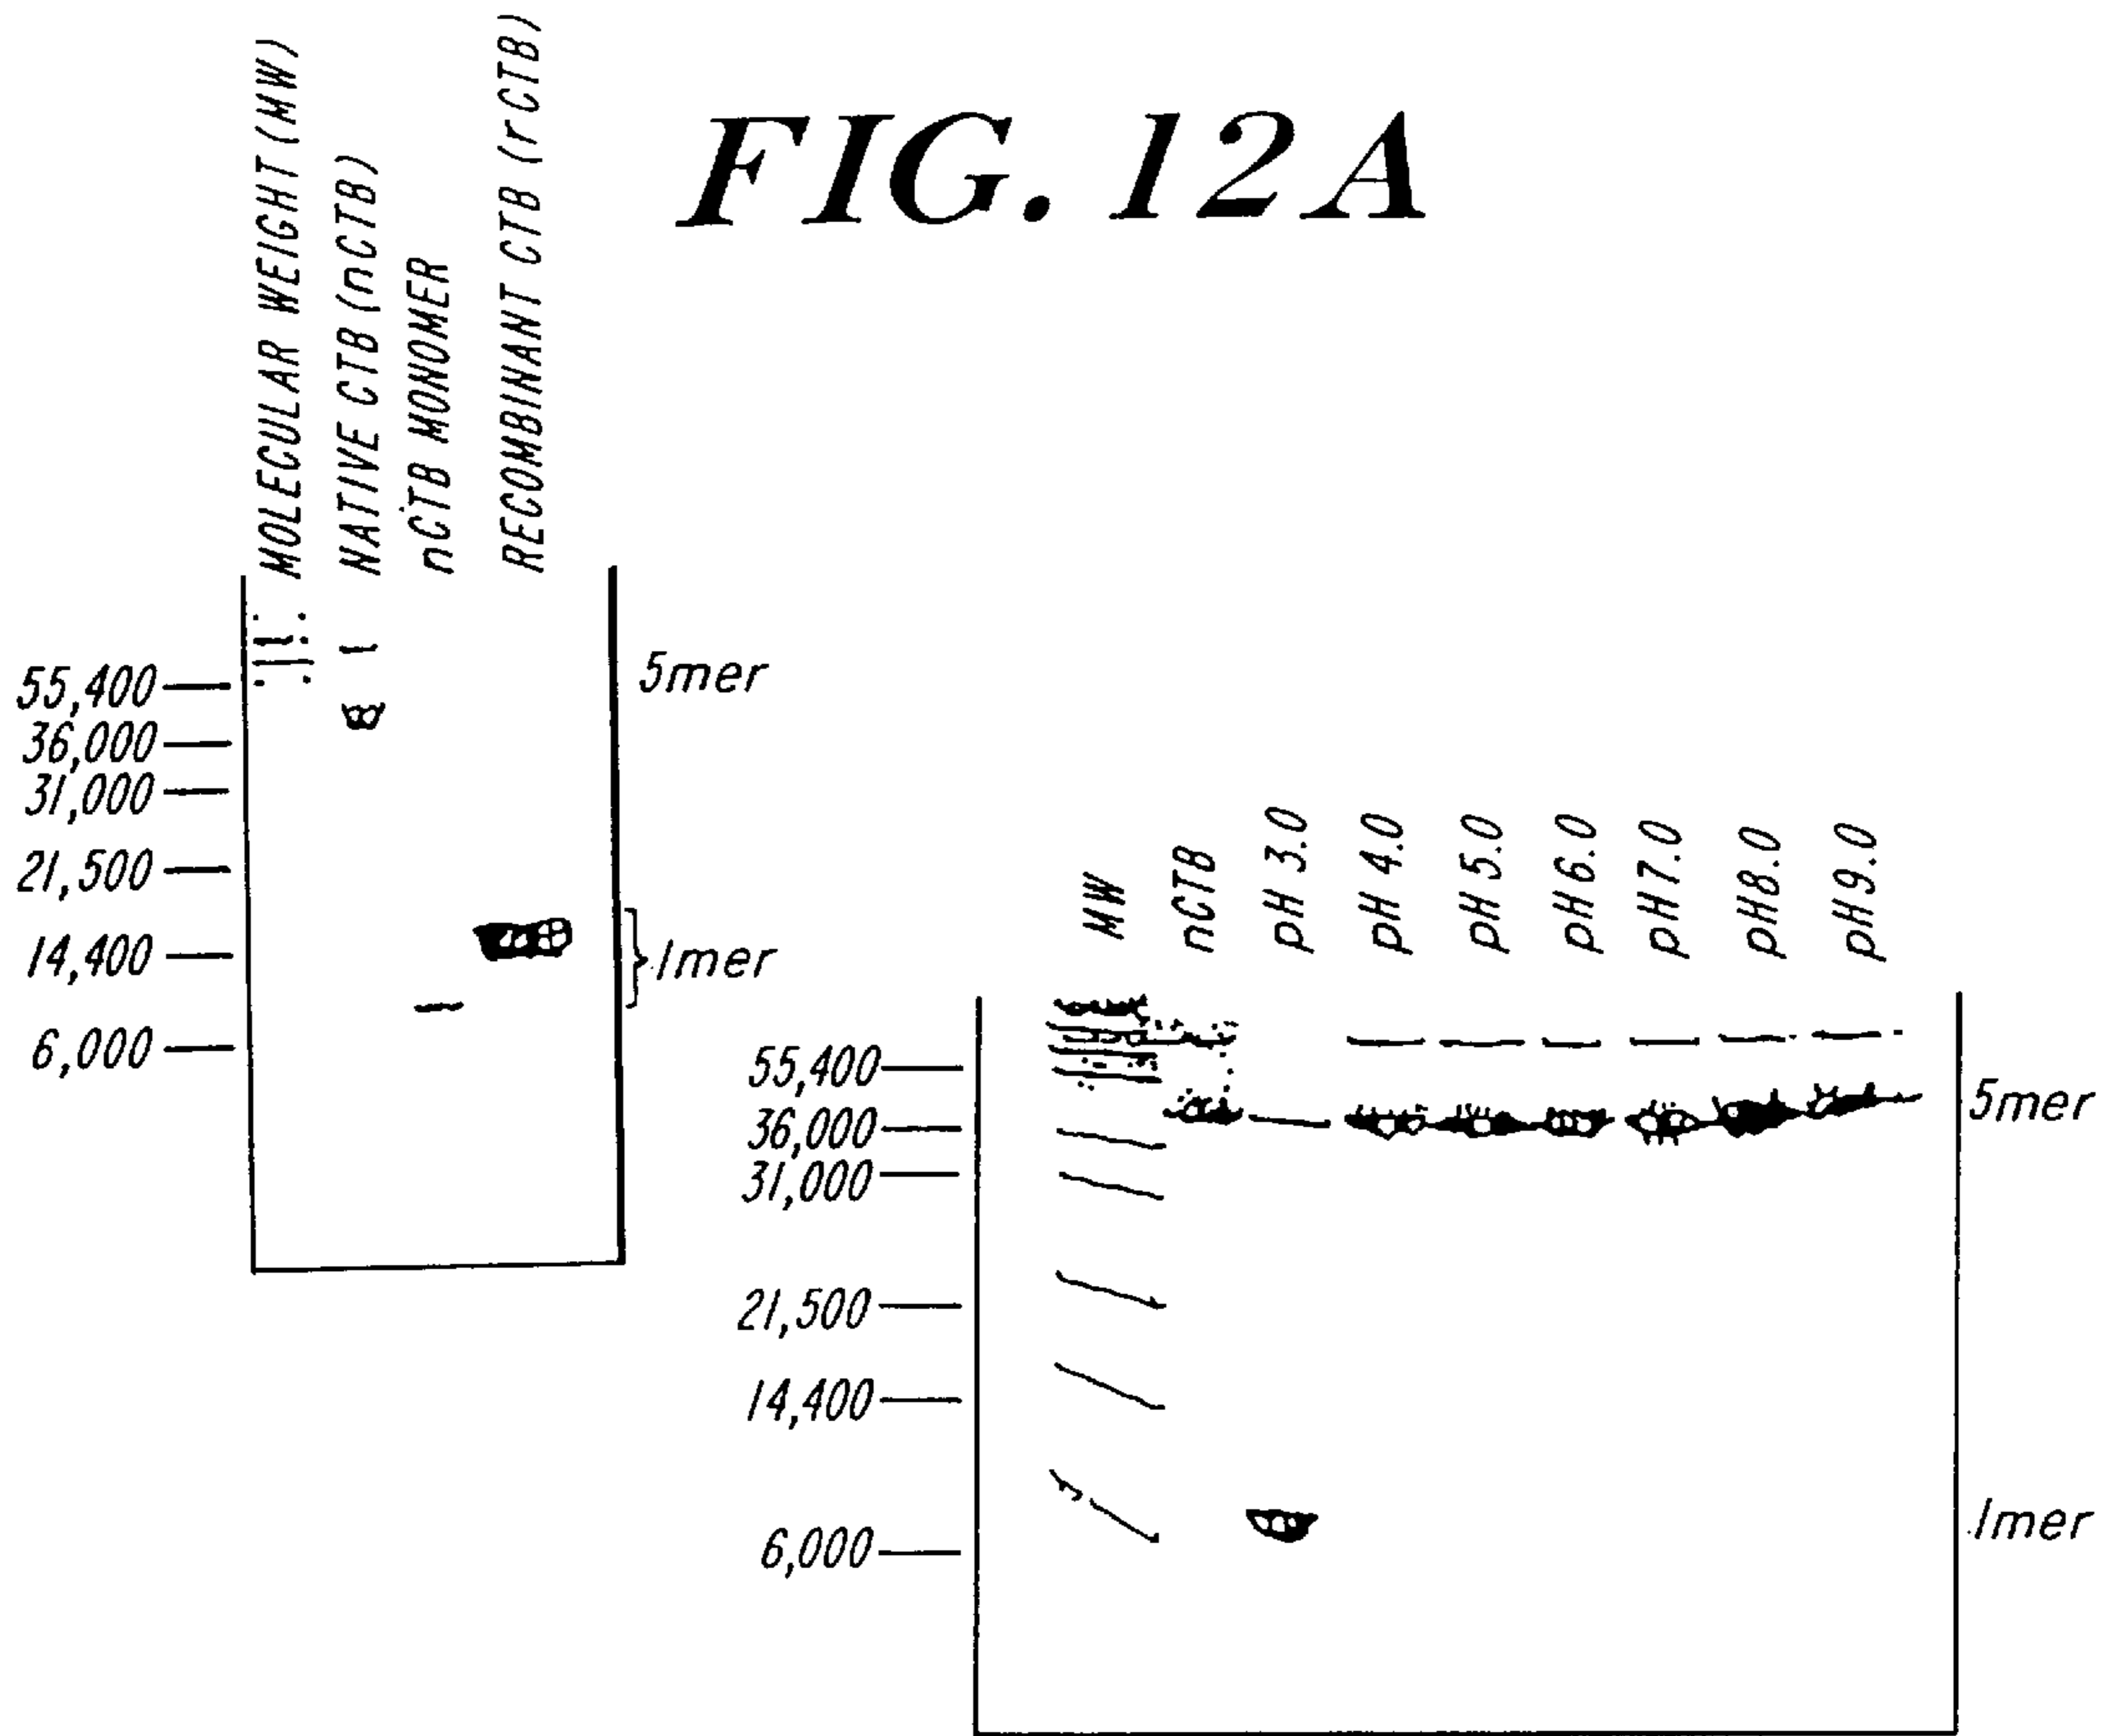 FIG. 12A
MOLECULAR WEIGHT (MW)
NATIVE CTB (nCTB)
nCTB MONOMER
RECOMBINANT CTB (rCTB)
55,400
36,000
31,000
21,500
14,400
6,000
5mer
1mer
MW
nCTB
pH 3.0
pH 4.0
pH 5.0
pH 6.0
pH 7.0
pH 8.0
pH 9.0
55,400
36,000
31,000
21,500
14,400
6,000
5mer
1mer